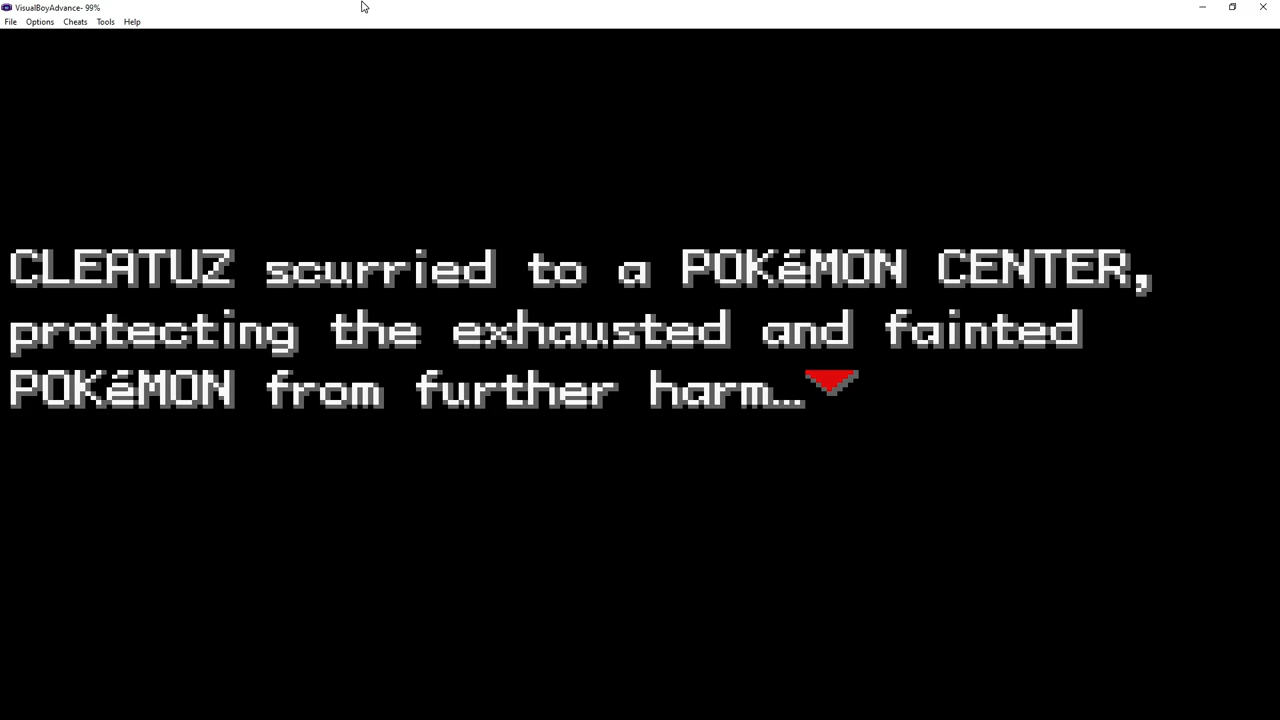 VisualBoyAdvance- 99%
File Options Cheats Tools Help
CLEATUZ scurried to a POKéMON CENTER,
protecting the exhausted and fainted
POKéMON from further harm...